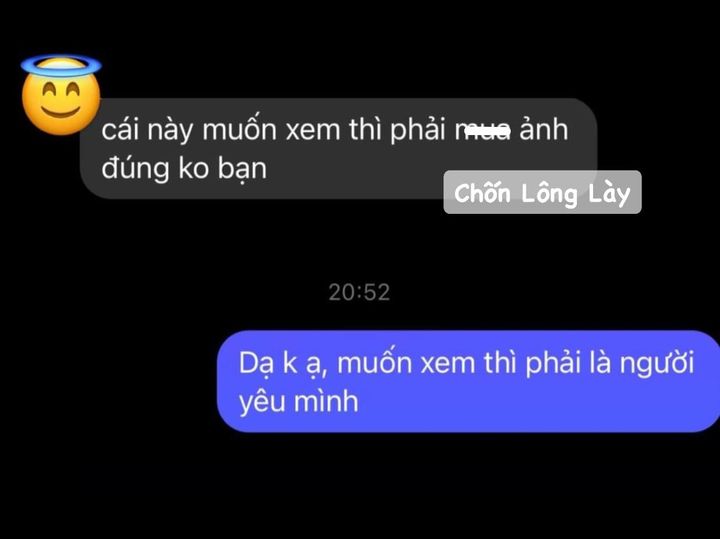 cái này muốn xem thì phải mua ảnh
đúng ko bạn
Chốn Lông Lày
20:52
Dạ k ạ, muốn xem thì phải là người
yêu mình